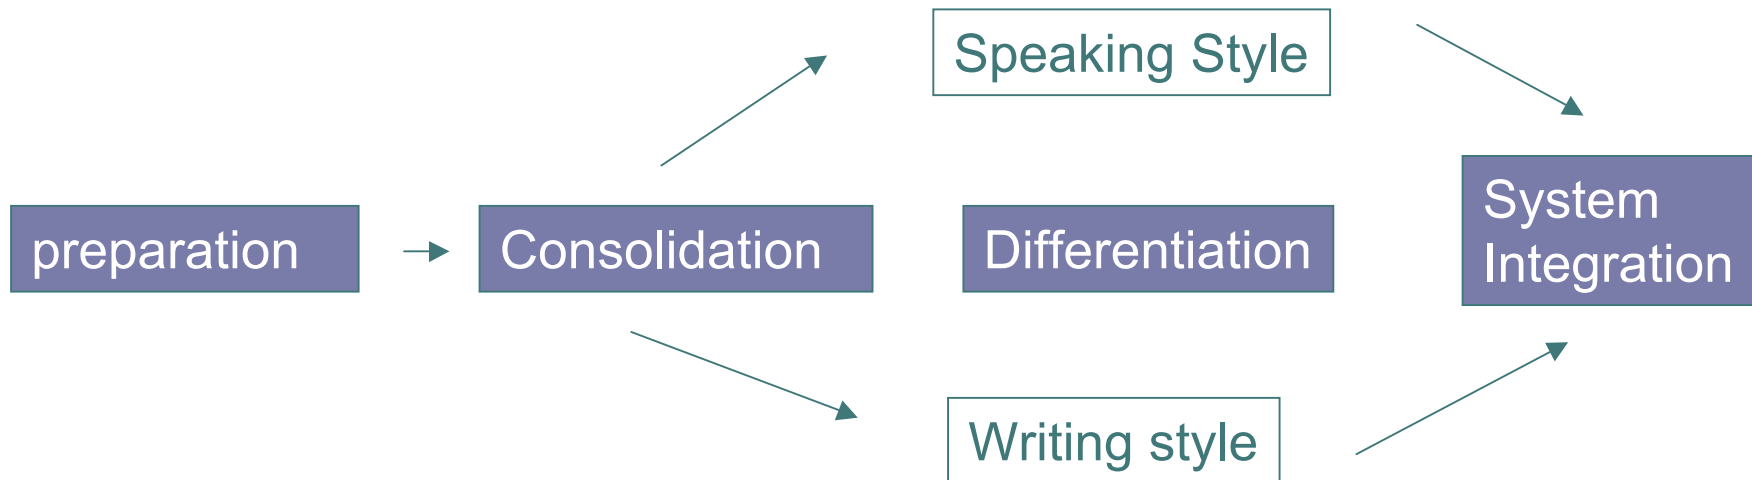 Speaking Style
preparation
Consolidation
Differentiation
System
Integration
Writing style